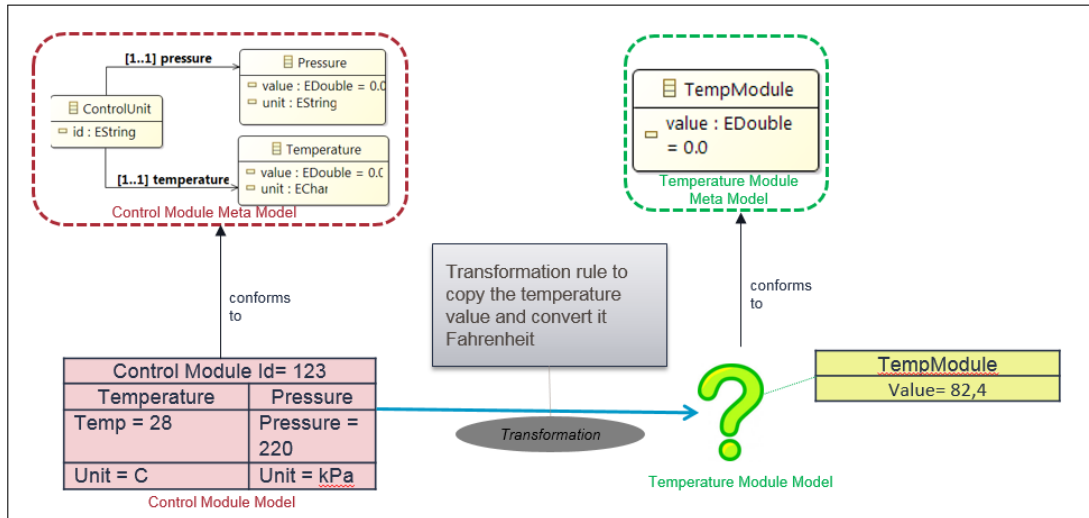 [1..1] pressure
Pressure
value : EDouble = 0.0
unit : EString
ControlUnit
id : EString
Temperature
value : EDouble = 0.0
unit : EChar
[1..1] temperature
Control Module Meta Model
TempModule
value : EDouble
= 0.0
Temperature Module
Meta Model
conforms
to
Transformation rule to
copy the temperature
value and convert it
Fahrenheit
conforms
to
Control Module Id= 123
Temperature Pressure
Temp = 28 Pressure =
220
Unit = C Unit = kPa
Control Module Model
Transformation
?
Temperature Module Model
TempModule
Value= 82,4